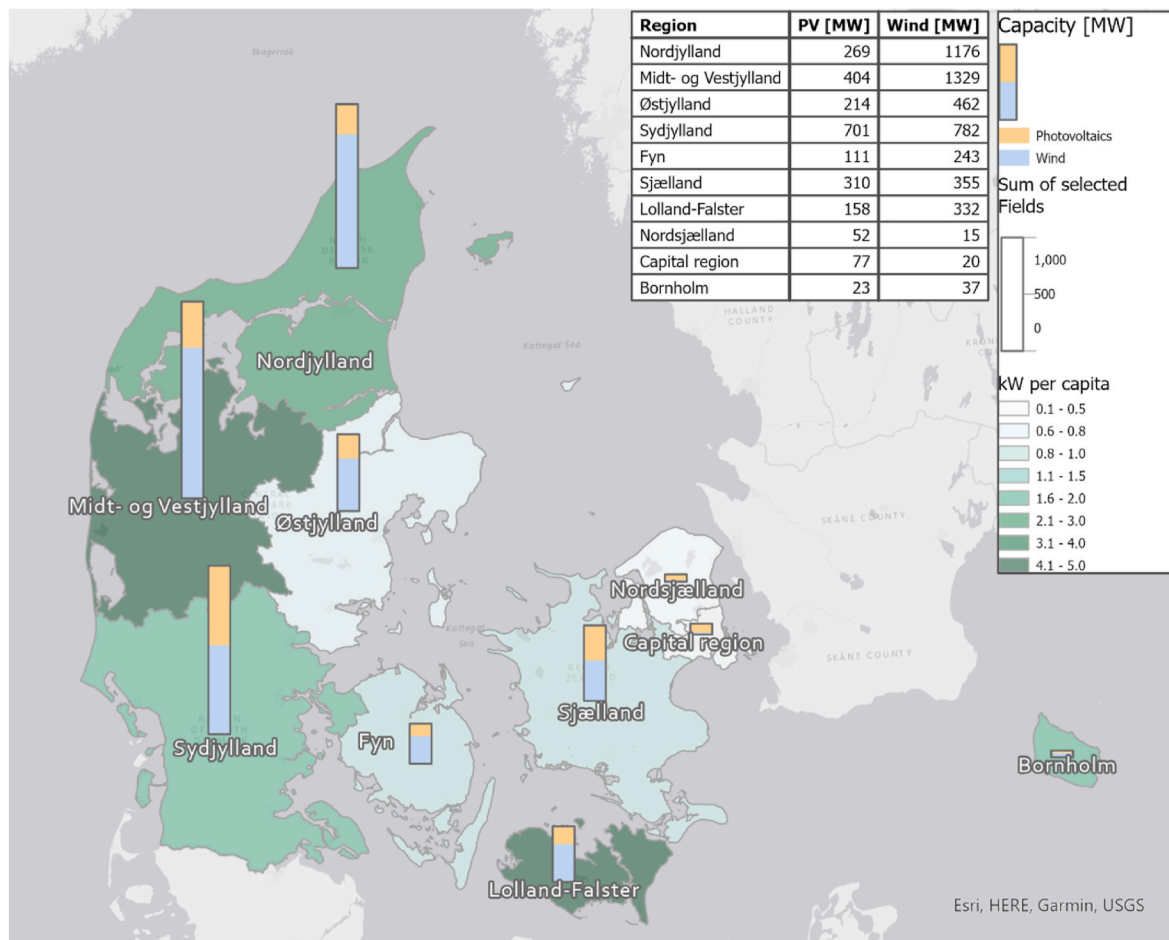 Region PV [MW] Wind [MW]
Nordjylland 269 1176
Midt- og Vestjylland 404 1329
Østjylland 214 462
Sydjylland 701 782
Fyn 111 243
Sjælland 310 355
Lolland-Falster 158 332
Nordsjælland 52 15
Capital region 77 20
Bornholm 23 37
Capacity [MW]
Photovoltaics
Wind
Sum of selected
Fields
1,000
500
0
kW per capita
0.1 - 0.5
0.6 - 0.8
0.8 - 1.0
1.1 - 1.5
1.6 - 2.0
2.1 - 3.0
3.1 - 4.0
4.1 - 5.0
Skagerrak
HALLAND
COUNTY
Kattegat Sea
Nordjylland
Midt- og Vestjylland
Østjylland
SKÅNE COUNTY
Nordsjælland
Kattegat
Sea
Capital region
SKÅNE COUNTY
Sjælland
Fyn
Sydjylland
Bornholm
Lolland-Falster
Esri, HERE, Garmin, USGS